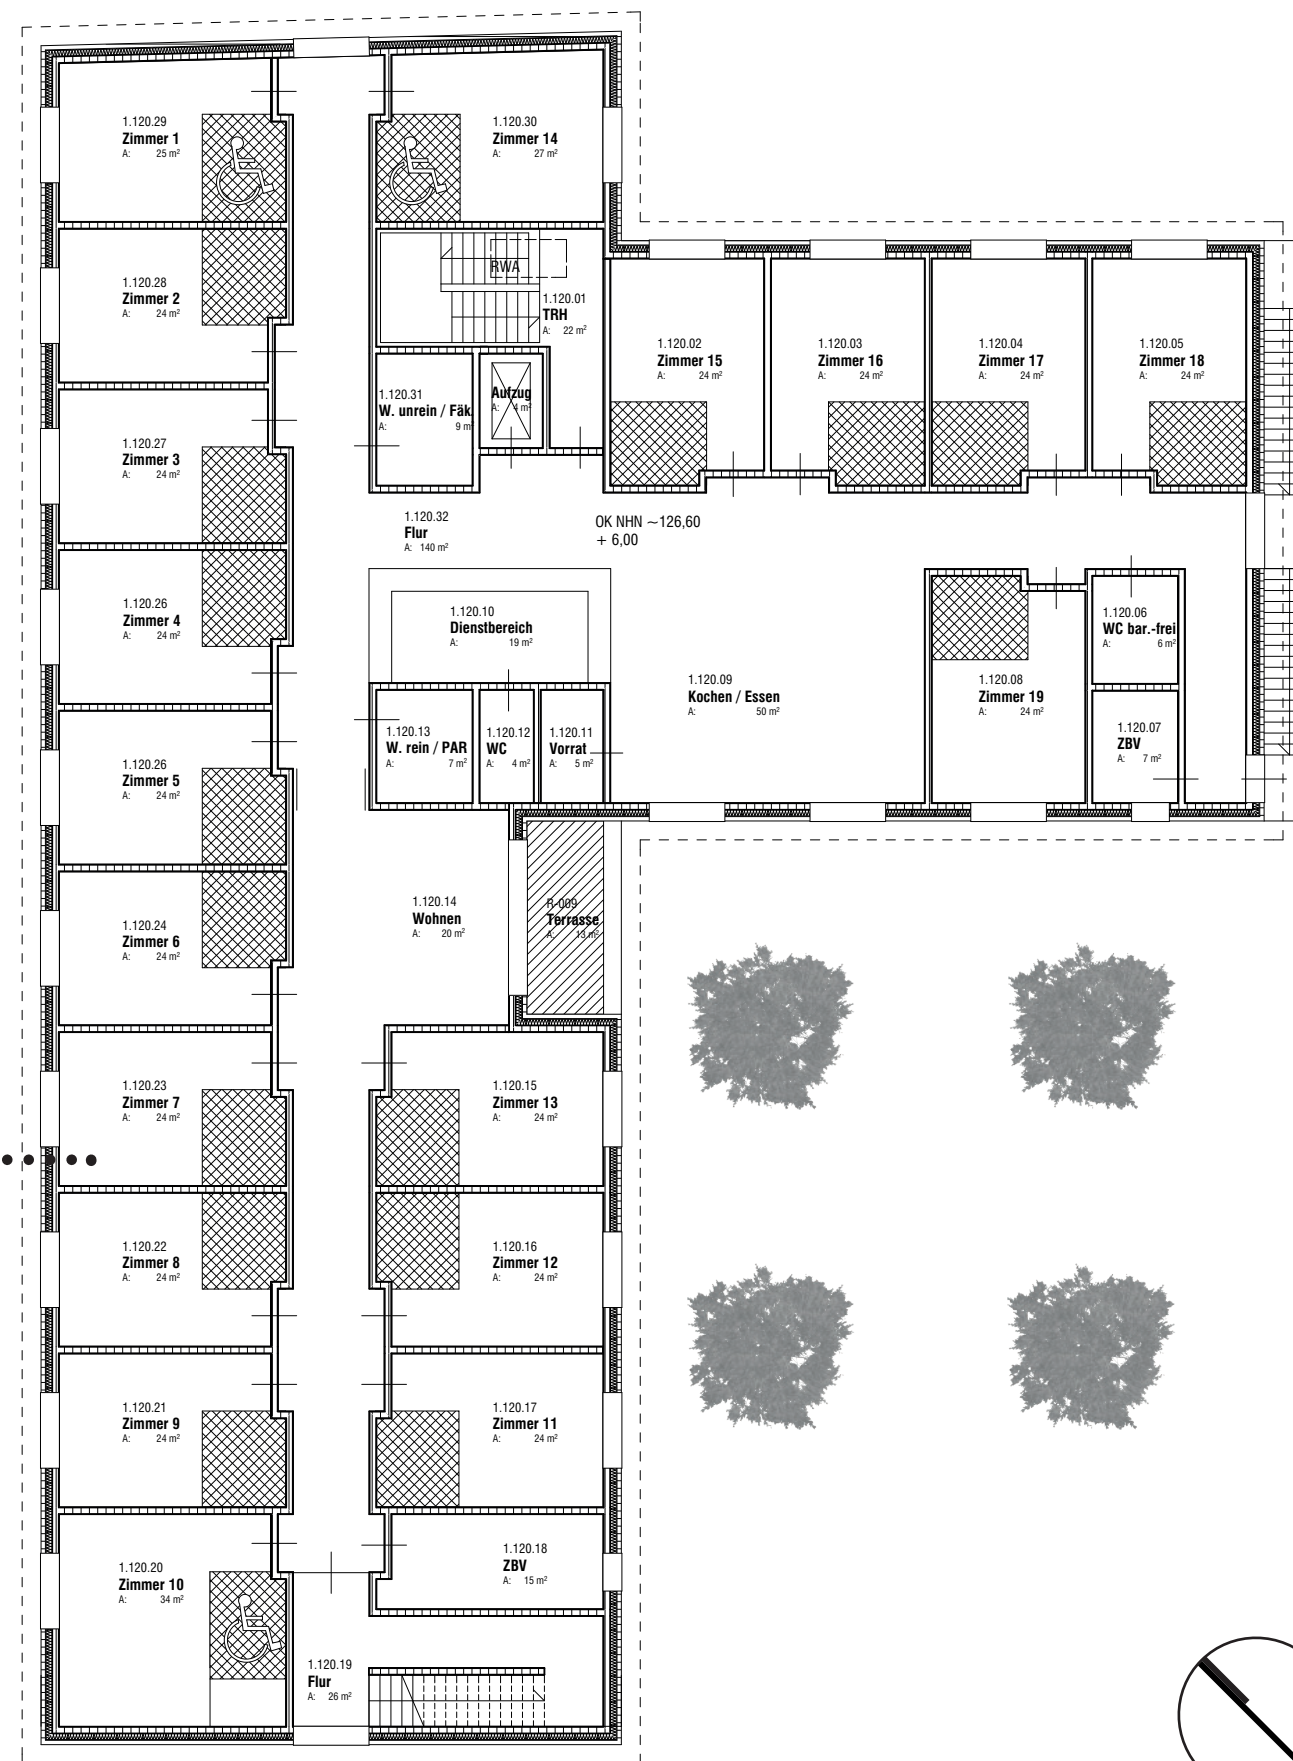 1.120.29
Zimmer 1
A: 25 m²
1.120.30
Zimmer 14
A: 27 m²
1.120.28
Zimmer 2
A: 24 m²
RWA
1.120.01
TRH
A: 22 m²
1.120.02
Zimmer 15
A: 24 m²
1.120.03
Zimmer 16
A: 24 m²
1.120.04
Zimmer 17
A: 24 m²
1.120.05
Zimmer 18
A: 24 m²
1.120.31
W. unrein / Fäk.
A: 9 m²
Aufzug
A: 4 m²
1.120.27
Zimmer 3
A: 24 m²
1.120.32
Flur
A: 140 m²
OK NHN ~126,60
+ 6,00
1.120.26
Zimmer 4
A: 24 m²
1.120.10
Dienstbereich
A: 19 m²
1.120.06
WC bar.-frei
A: 6 m²
1.120.09
Kochen / Essen
A: 50 m²
1.120.08
Zimmer 19
A: 24 m²
1.120.07
ZBV
A: 7 m²
1.120.13
W. rein / PAR
A: 7 m²
1.120.12
WC
A: 4 m²
1.120.11
Vorrat
A: 5 m²
1.120.26
Zimmer 5
A: 24 m²
1.120.14
Wohnen
A: 20 m²
R-009
Terrasse
A: 13 m²
1.120.24
Zimmer 6
A: 24 m²
1.120.23
Zimmer 7
A: 24 m²
1.120.15
Zimmer 13
A: 24 m²
1.120.22
Zimmer 8
A: 24 m²
1.120.16
Zimmer 12
A: 24 m²
1.120.21
Zimmer 9
A: 24 m²
1.120.17
Zimmer 11
A: 24 m²
1.120.18
ZBV
A: 15 m²
1.120.20
Zimmer 10
A: 34 m²
1.120.19
Flur
A: 26 m²